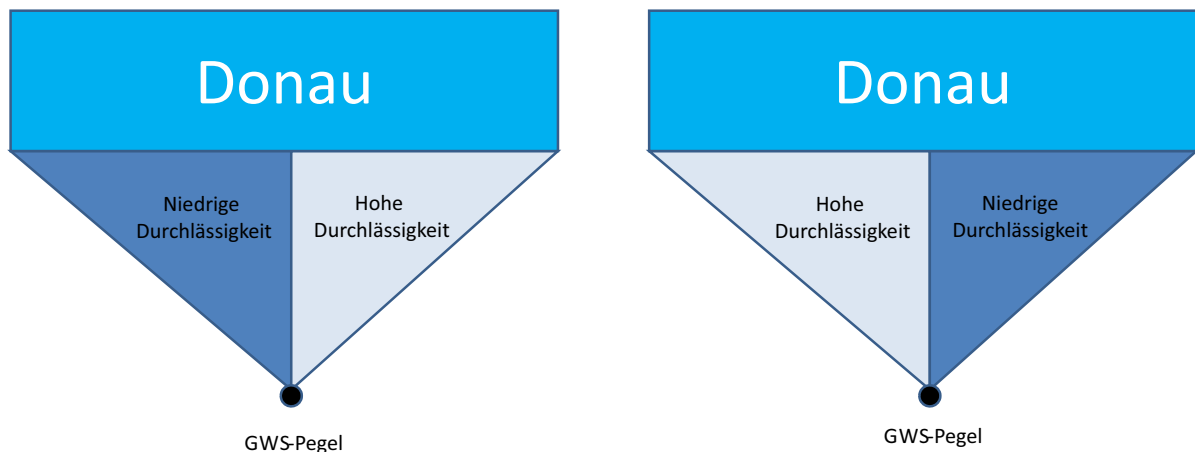 Donau
Niedrige
Durchlässigkeit
Hohe
Durchlässigkeit
GWS-Pegel
Donau
Hohe
Durchlässigkeit
Niedrige
Durchlässigkeit
GWS-Pegel